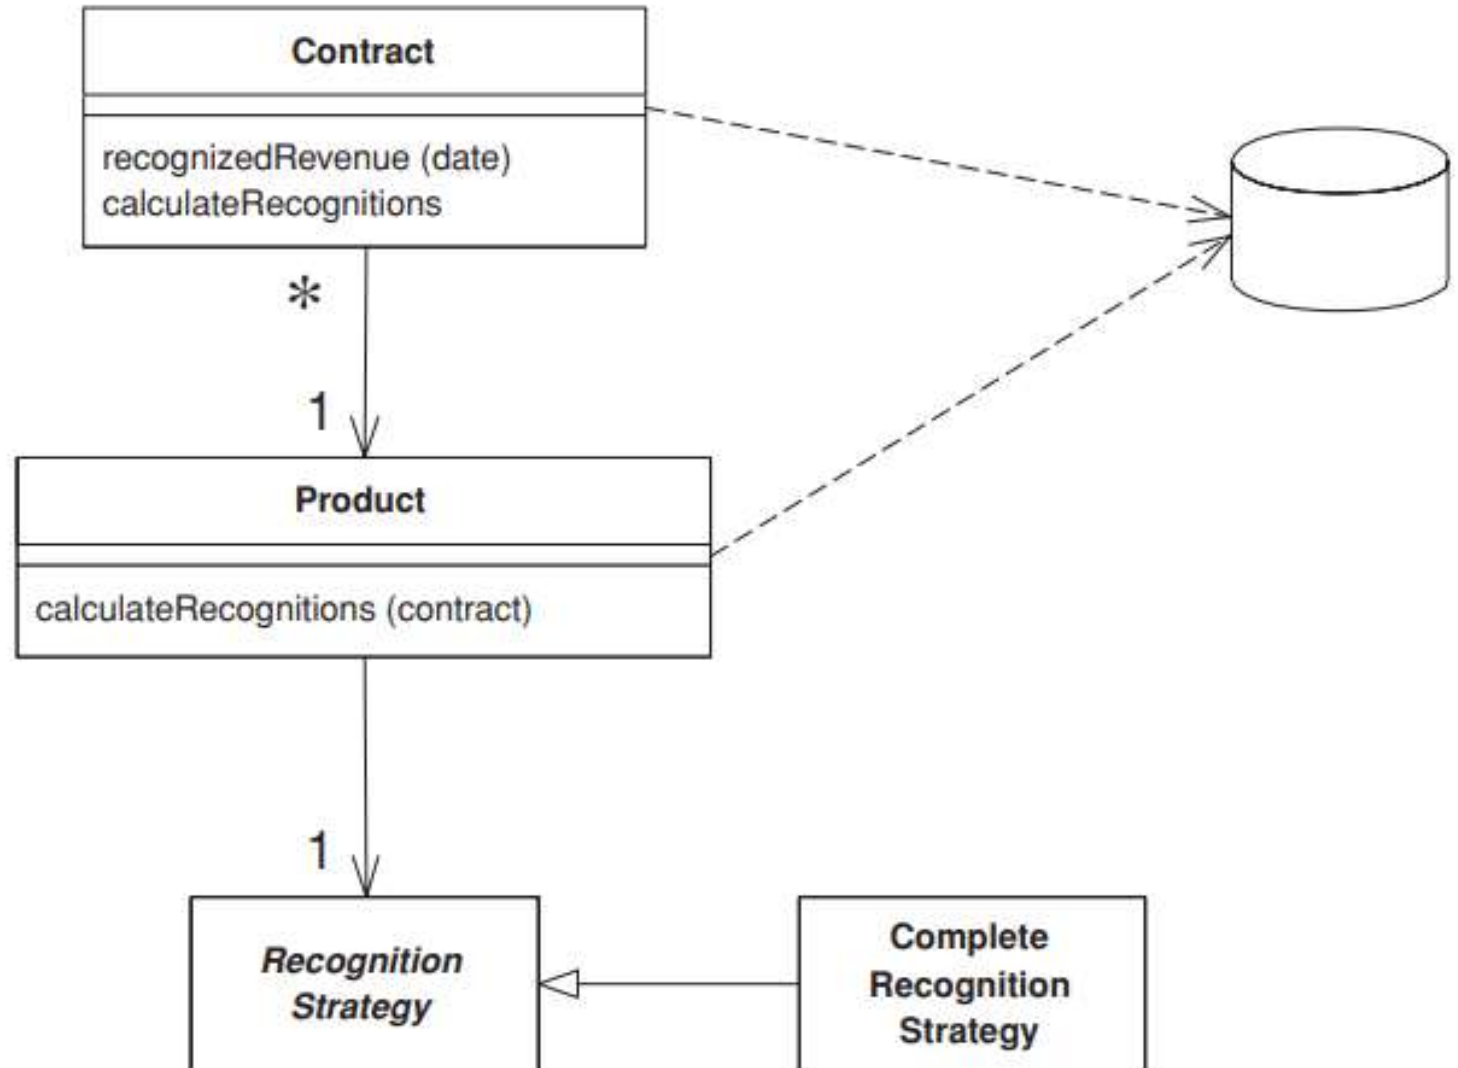 Contract
recognizedRevenue (date)
calculateRecognitions
*
1
Product
calculateRecognitions (contract)
1
Recognition
Strategy
Complete
Recognition
Strategy